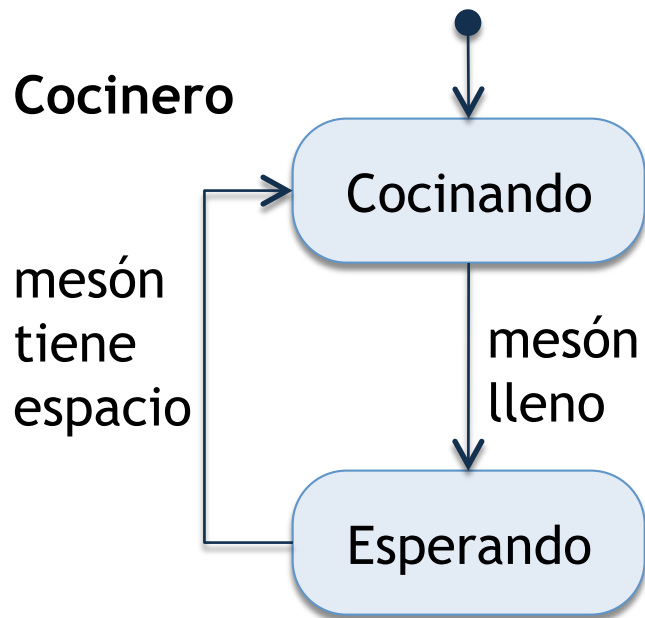 Cocinero
Cocinando
mesón
tiene
espacio
mesón
lleno
Esperando